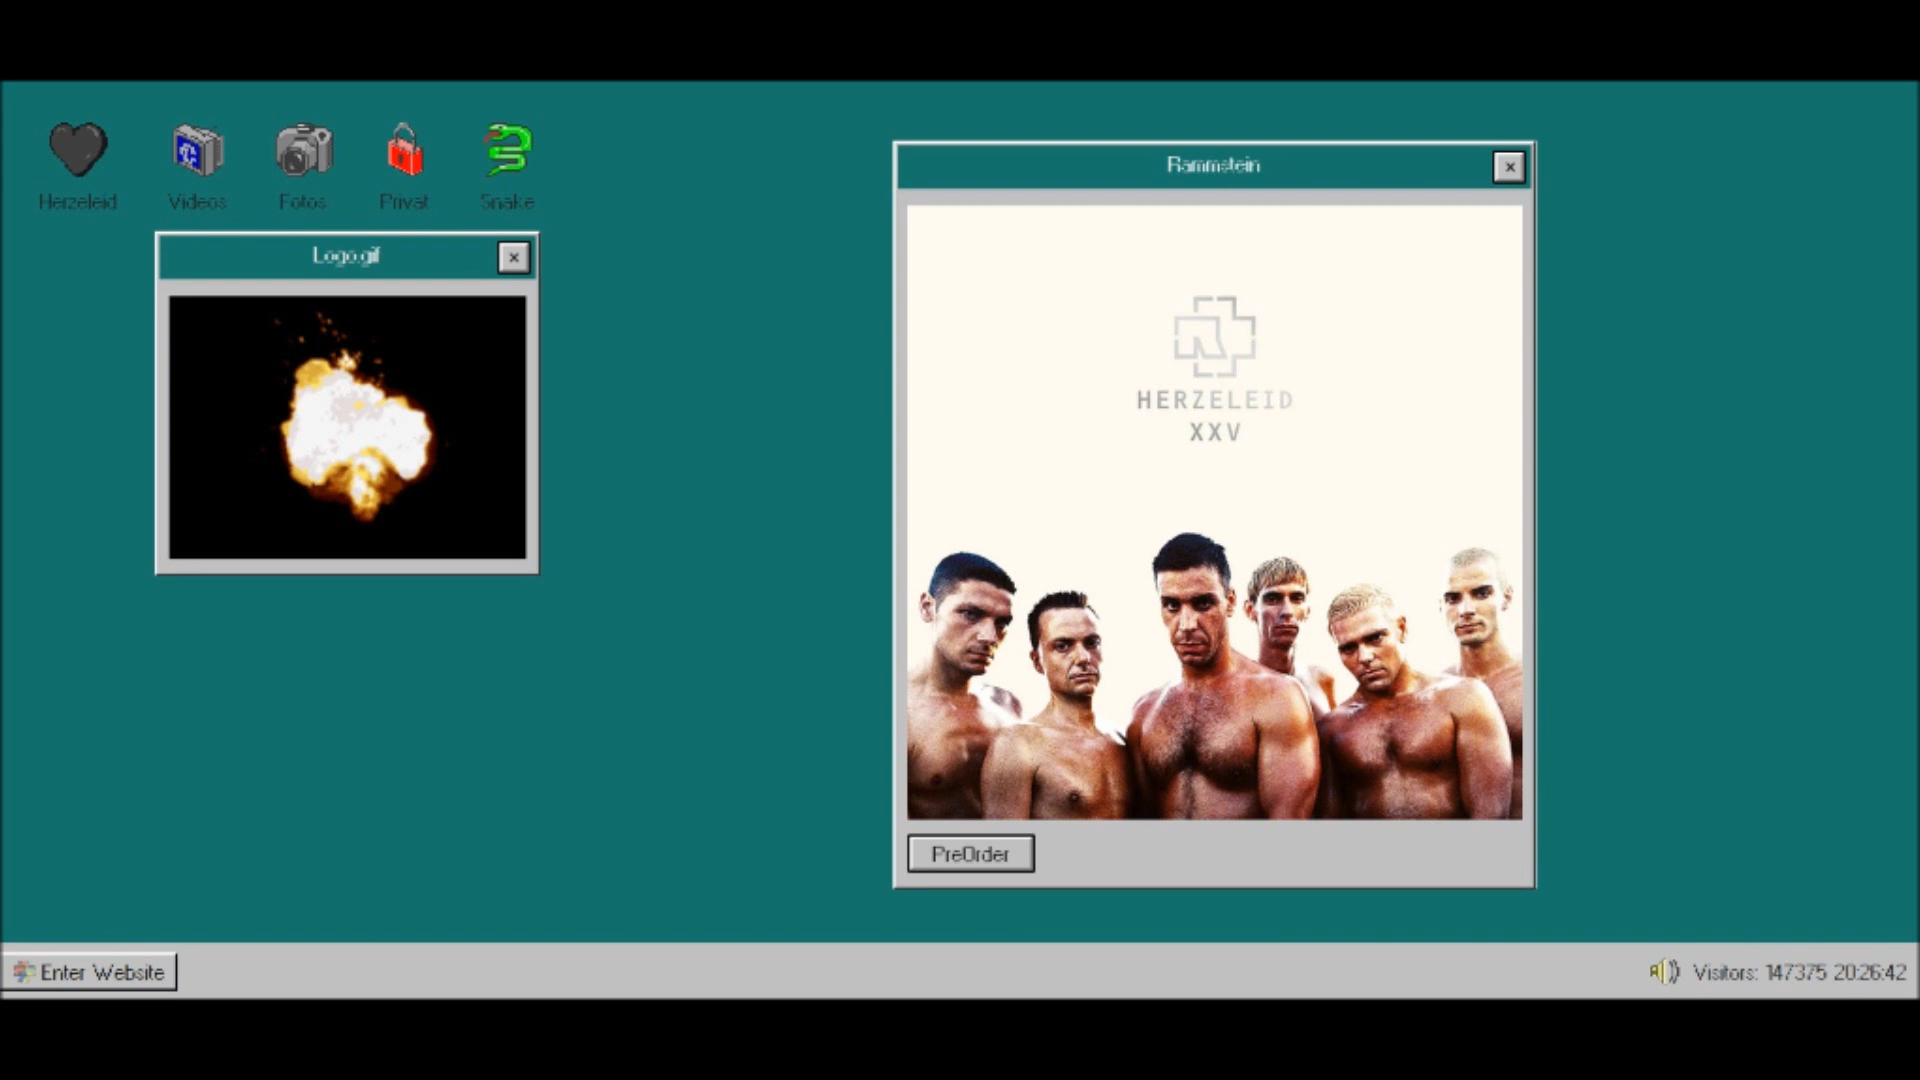 Herzeleid
Videos
Fotos
Privat
Snake
Logo.gif
Rammstein
HERZELEID
XXV
PreOrder
Enter Website
Visitors: 147375 20:26:42